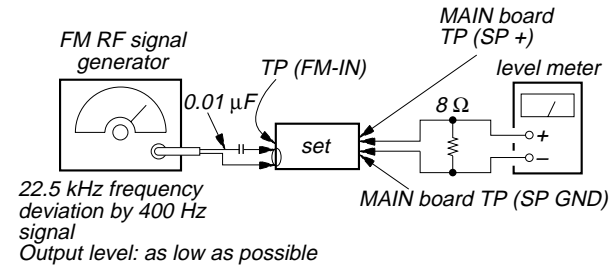 FM RF signal
generator
0.01 μF
TP (FM-IN)
set
MAIN board
TP (SP +)
level meter
8 Ω
+
–
MAIN board TP (SP GND)
22.5 kHz frequency
deviation by 400 Hz
signal
Output level: as low as possible